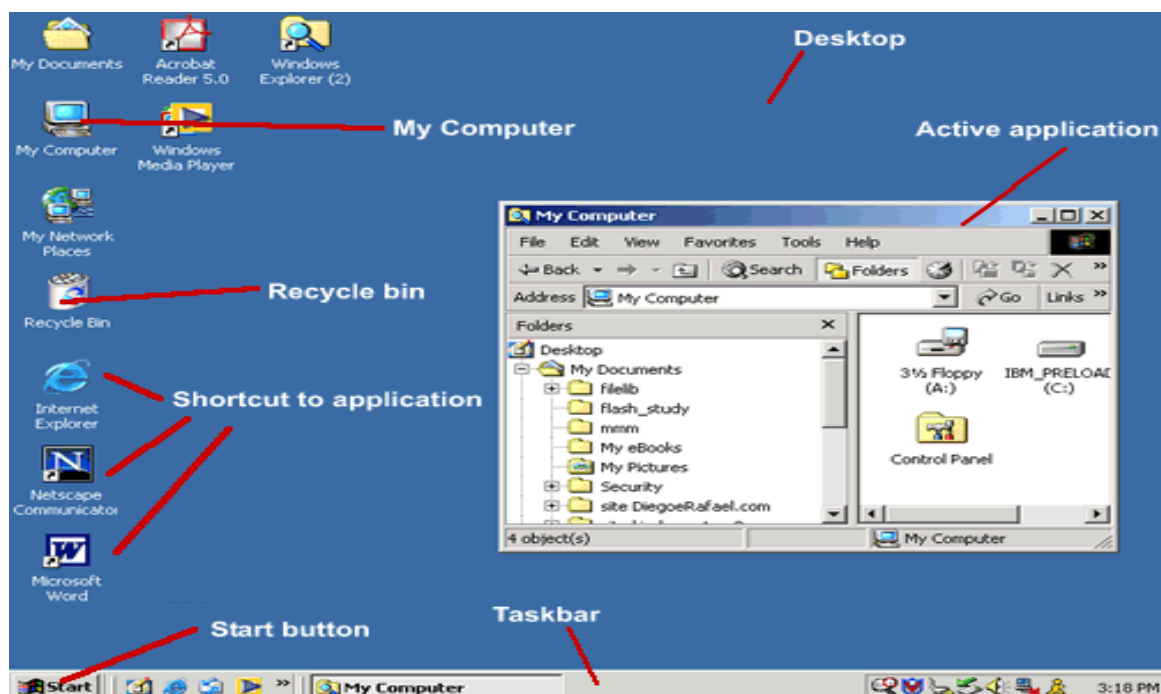 My Documents
Acrobat
Reader 5.0
Windows
Explorer (2)
Desktop
My Computer
Windows
Media Player
My Computer
Active application
My Network
Places
Recycle Bin
Recycle bin
Internet
Explorer
Shortcut to application
Netscape
Communicator
Microsoft
Word
My Computer
File Edit View Favorites Tools Help
Back Search Folders »
Address My Computer Go Links »
Folders
Desktop
My Documents
filelib
flash_study
mmm
My eBooks
My Pictures
Security
site DiegoeRafael.com
3½ Floppy
(A:)
IBM_PRELOAD
(C:)
Control Panel
4 object(s) My Computer
Start button
Taskbar
Start » My Computer 3:18 PM